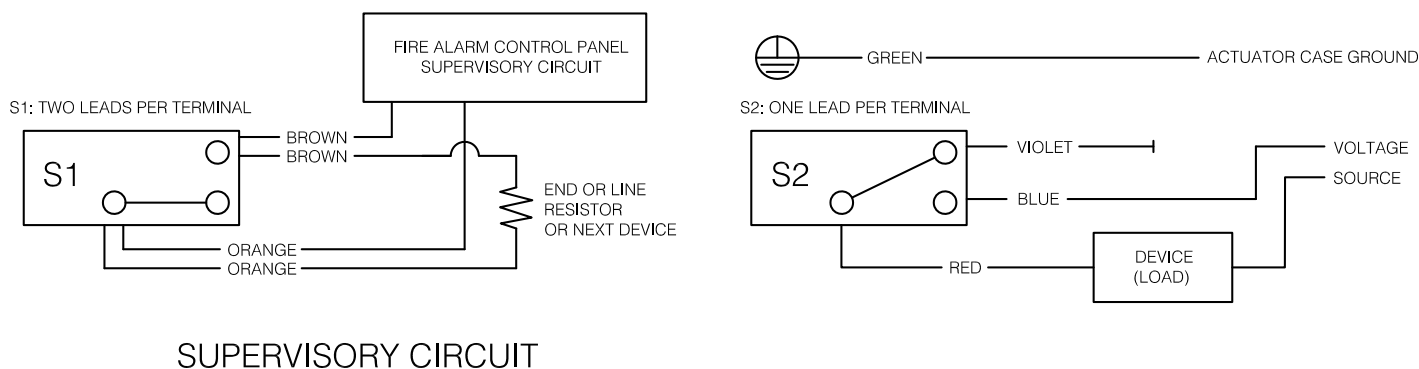 FIRE ALARM CONTROL PANEL
SUPERVISORY CIRCUIT
S1: TWO LEADS PER TERMINAL
S1
BROWN
BROWN
END OR LINE
RESISTOR
OR NEXT DEVICE
ORANGE
ORANGE
SUPERVISORY CIRCUIT
GREEN
ACTUATOR CASE GROUND
S2: ONE LEAD PER TERMINAL
S2
VIOLET
VOLTAGE
SOURCE
BLUE
RED
DEVICE
(LOAD)